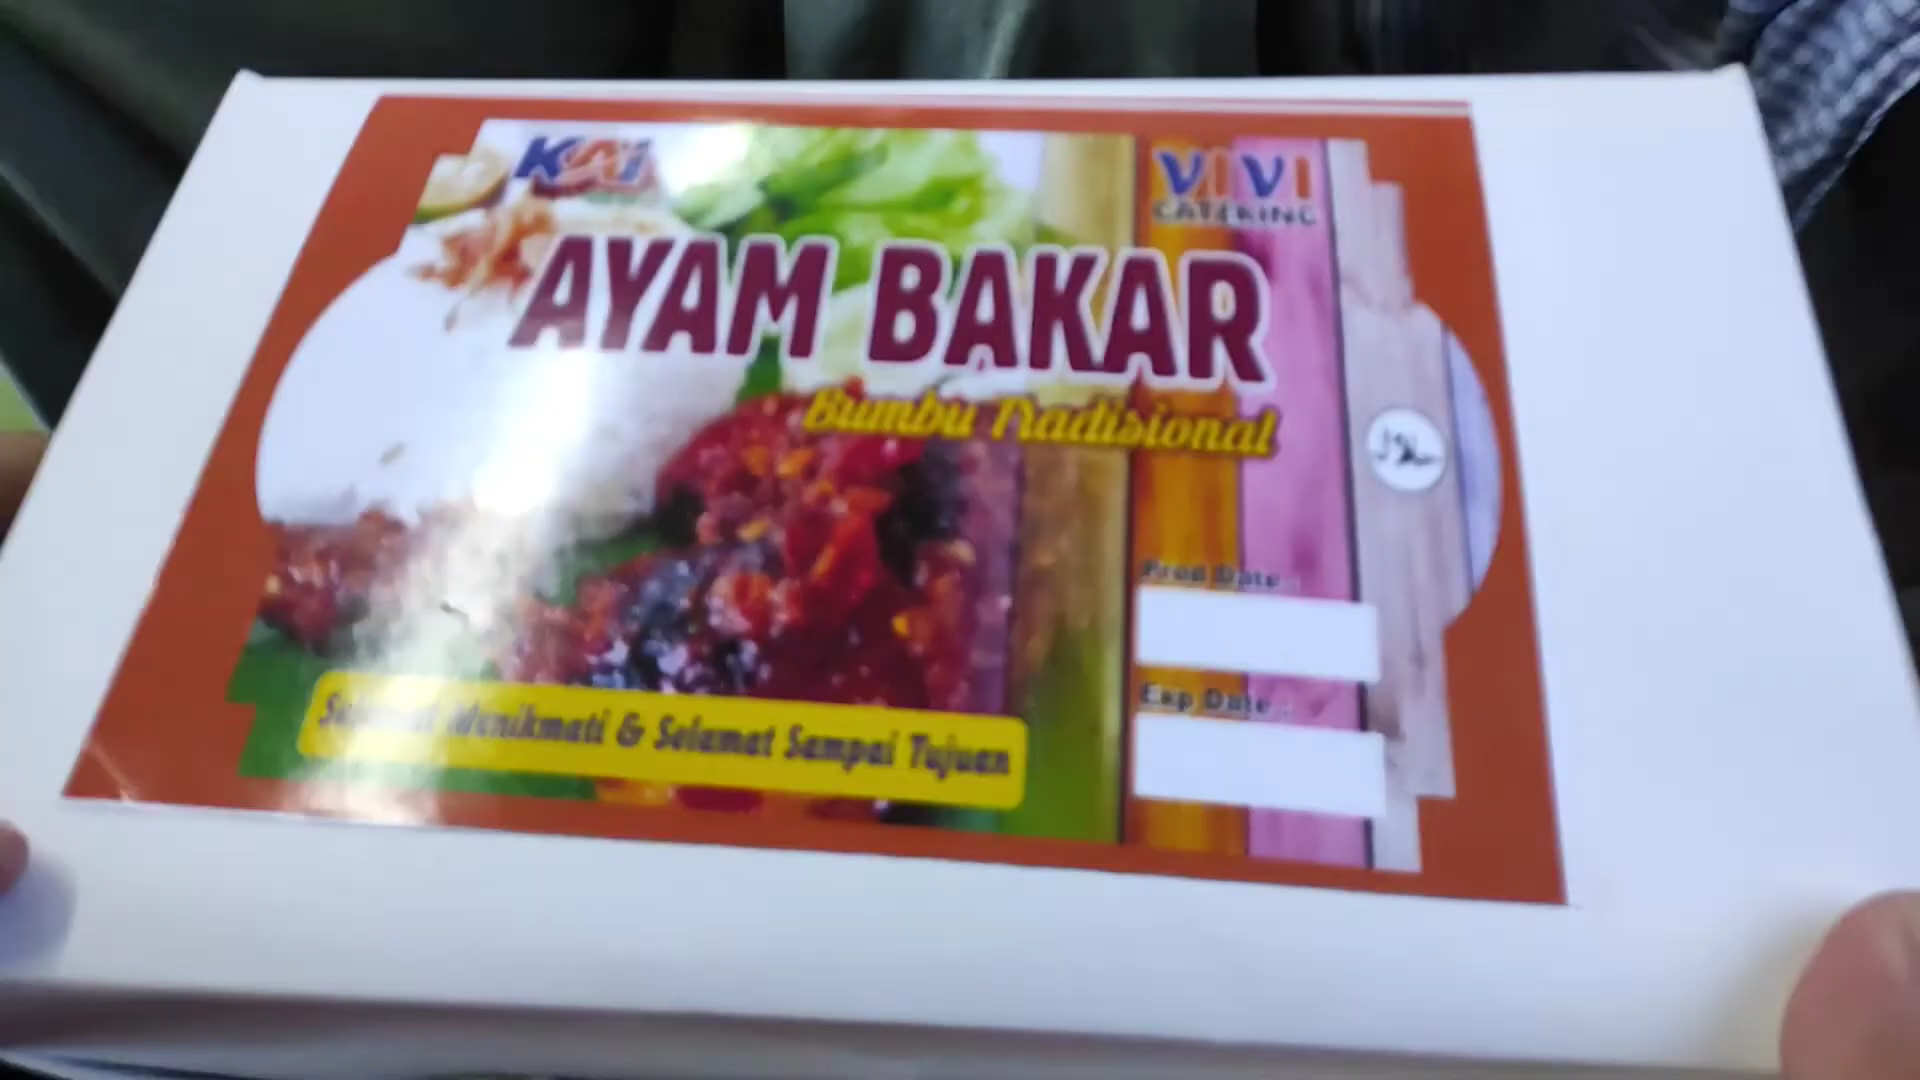 KAI
VIVI
CATERING
AYAM BAKAR
Bumbu Tradisional
Prod Date :
Exp Date :
Selamat Menikmati & Selamat Sampai Tujuan